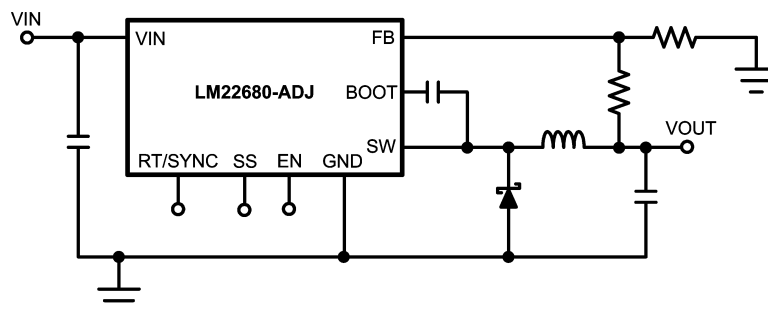 VIN
VIN
FB
LM22680-ADJ
BOOT
SW
VOUT
RT/SYNC SS EN GND